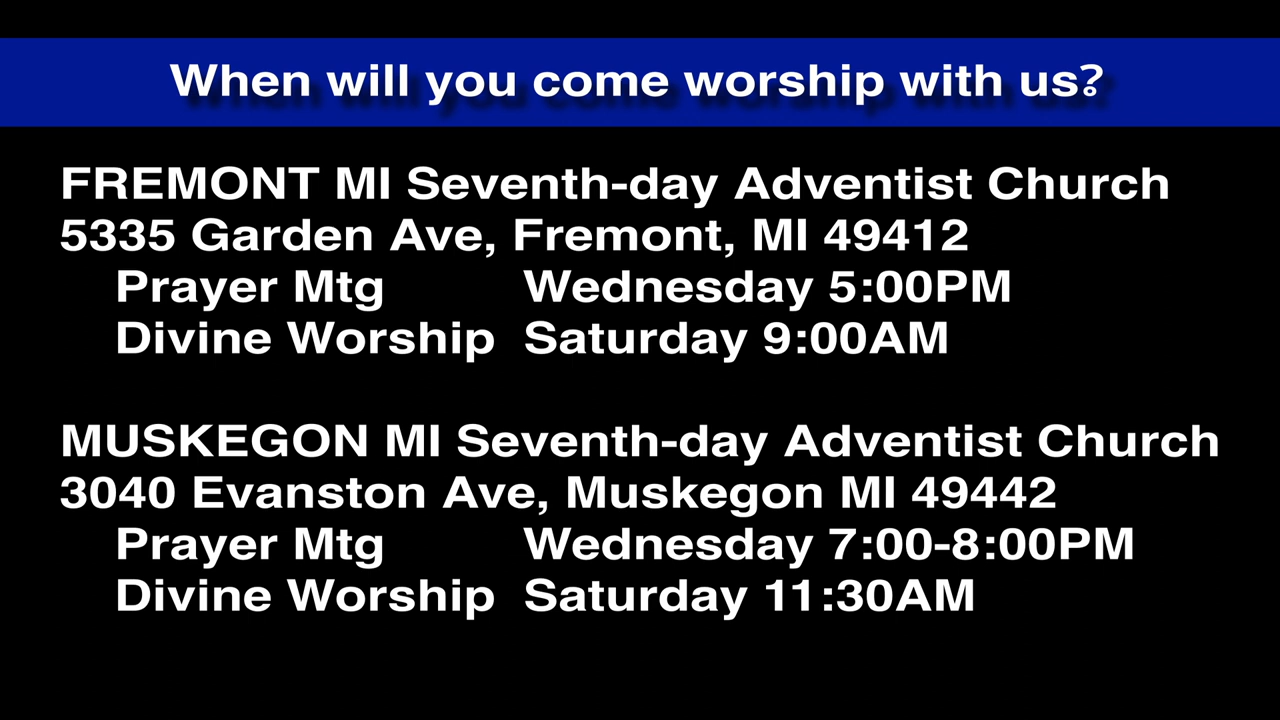 When will you come worship with us?
FREMONT MI Seventh-day Adventist Church
5335 Garden Ave, Fremont, MI 49412
Prayer Mtg Wednesday 5:00PM
Divine Worship Saturday 9:00AM
MUSKEGON MI Seventh-day Adventist Church
3040 Evanston Ave, Muskegon MI 49442
Prayer Mtg Wednesday 7:00-8:00PM
Divine Worship Saturday 11:30AM